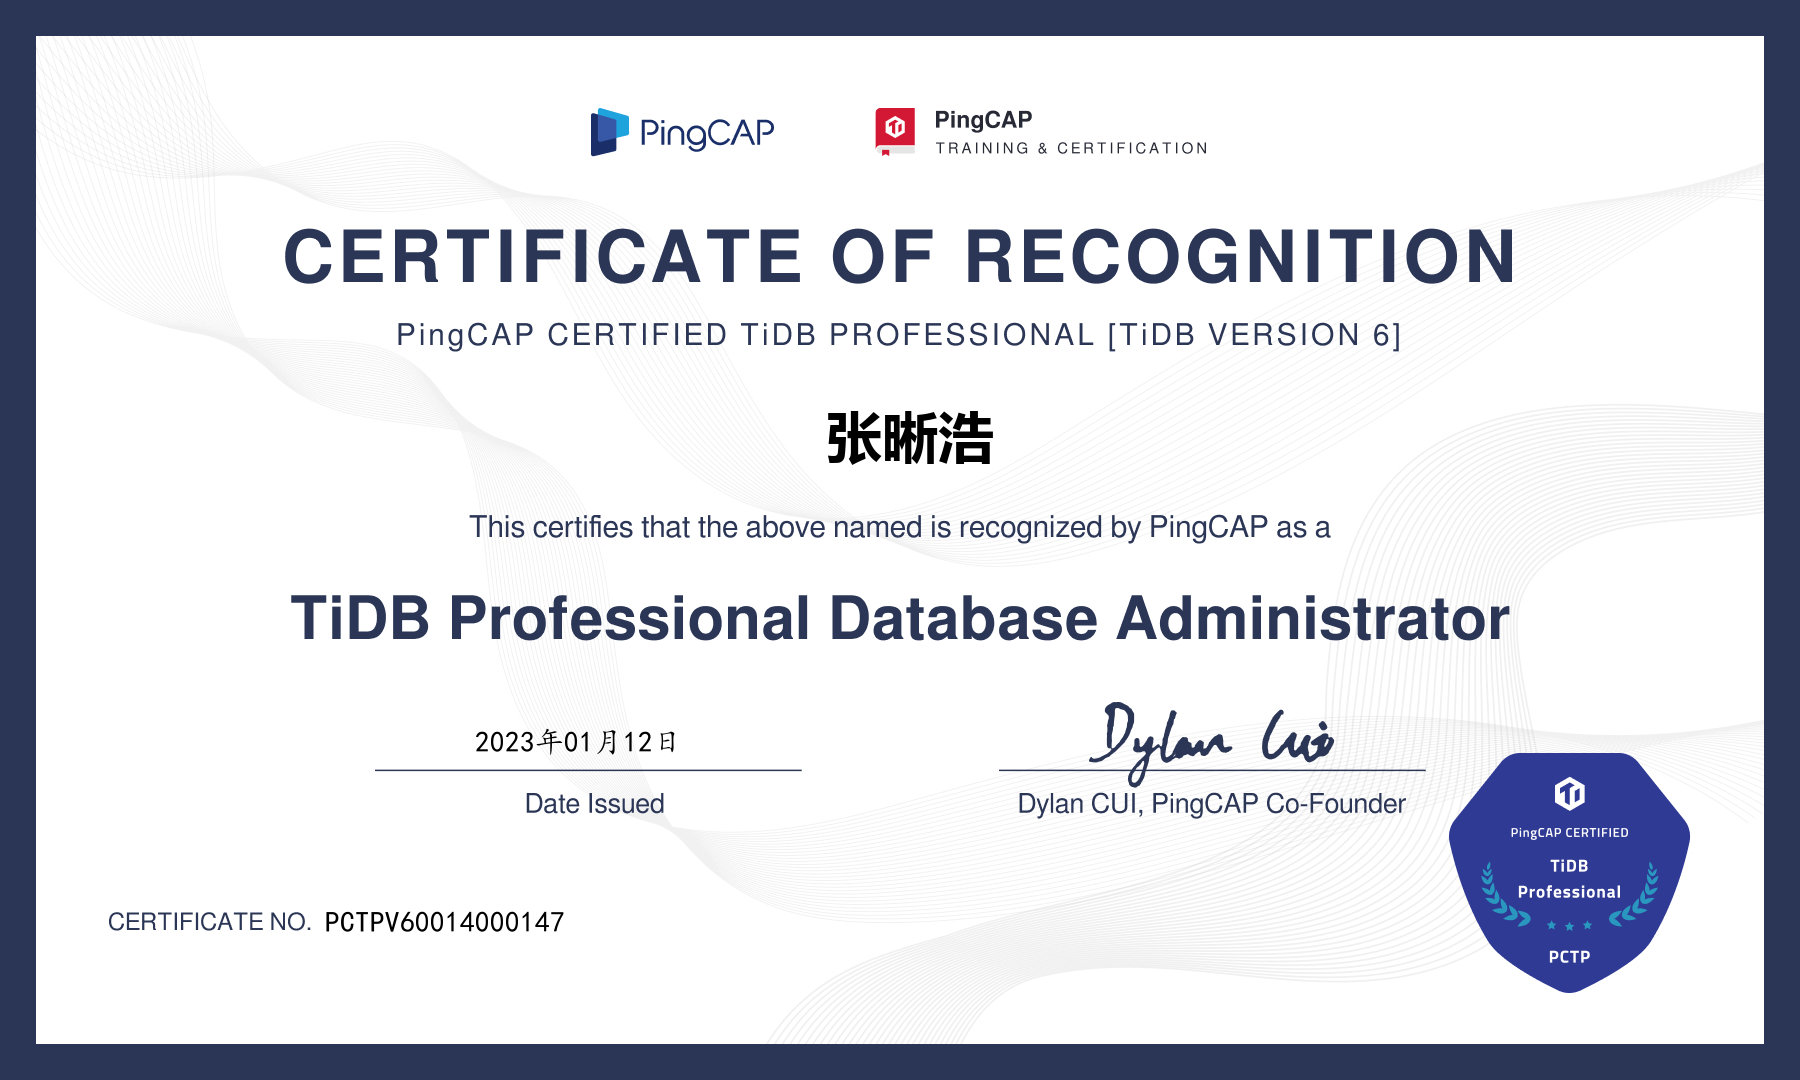 PingCAP
PingCAP
TRAINING & CERTIFICATION
CERTIFICATE OF RECOGNITION
PingCAP CERTIFIED TiDB PROFESSIONAL [TiDB VERSION 6]
张晰浩
This certifies that the above named is recognized by PingCAP as a
TiDB Professional Database Administrator
2023年01月12日
Date Issued
Dylan Cui
Dylan CUI, PingCAP Co-Founder
CERTIFICATE NO. PCTPV60014000147
PingCAP CERTIFIED
TiDB
Professional
PCTP